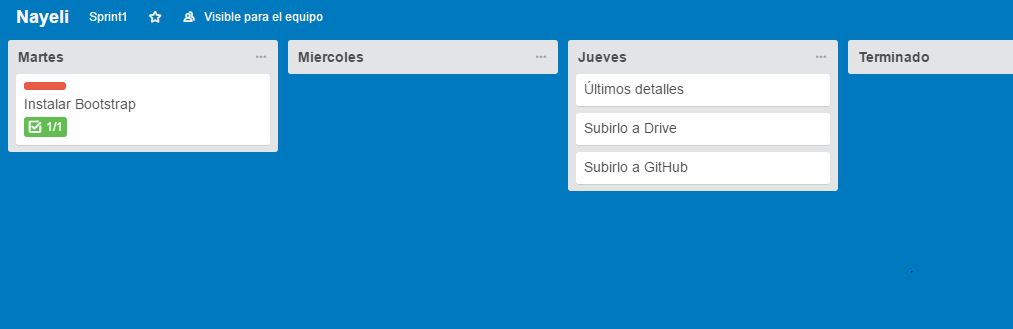 Nayeli Sprint1 Visible para el equipo
Martes
Instalar Bootstrap
1/1
Miercoles
Jueves
Últimos detalles
Subirlo a Drive
Subirlo a GitHub
Terminado